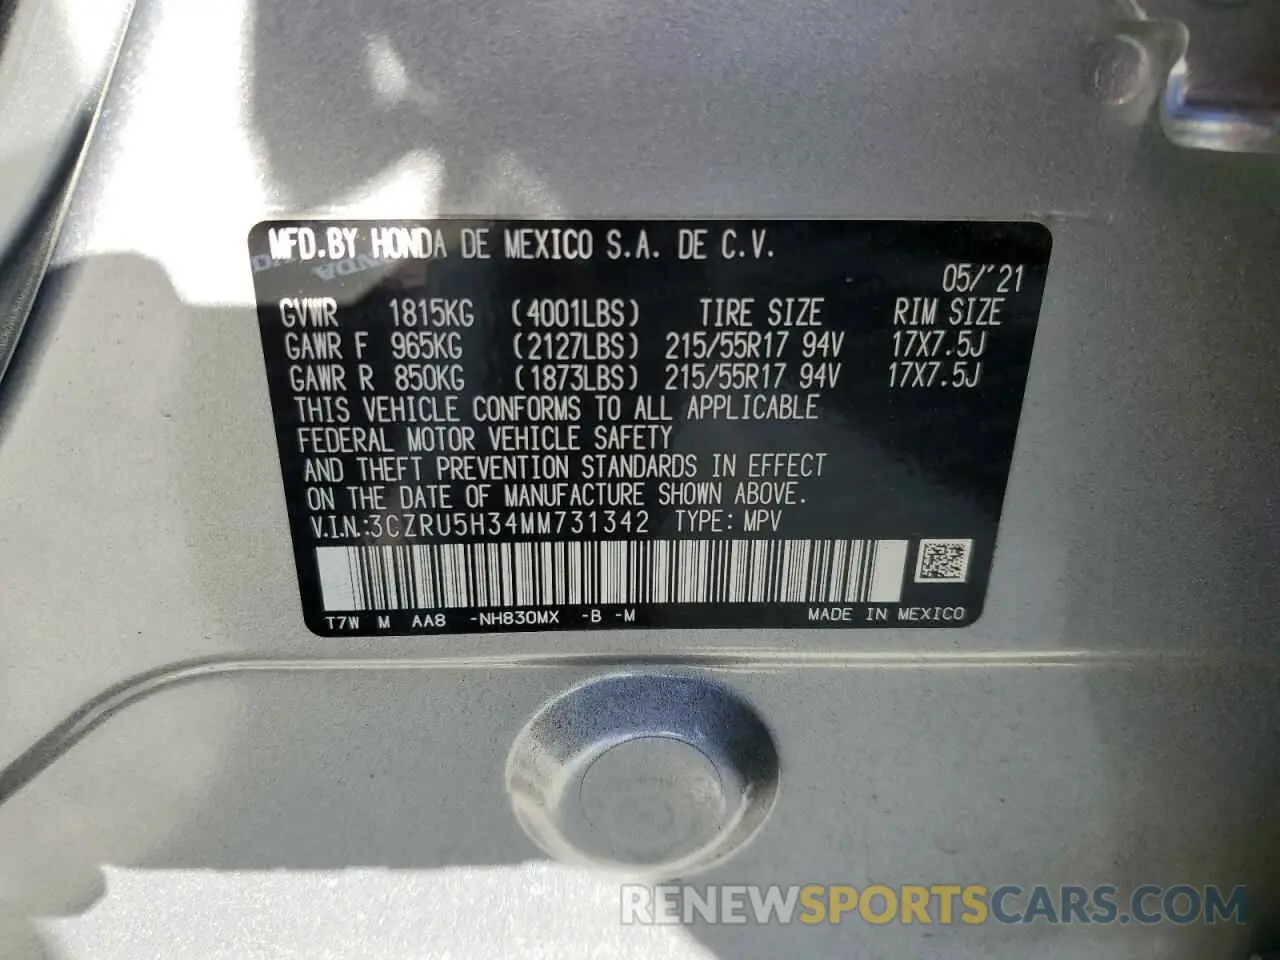 MFD.BY HONDA DE MEXICO S.A. DE C.V.
HONDA
05/'21
GVWR 1815KG (4001LBS) TIRE SIZE RIM SIZE
GAWR F 965KG (2127LBS) 215/55R17 94V 17X7.5J
GAWR R 850KG (1873LBS) 215/55R17 94V 17X7.5J
THIS VEHICLE CONFORMS TO ALL APPLICABLE
FEDERAL MOTOR VEHICLE SAFETY
AND THEFT PREVENTION STANDARDS IN EFFECT
ON THE DATE OF MANUFACTURE SHOWN ABOVE.
V.I.N.:3CZRU5H34MM731342 TYPE: MPV
T7W M AA8 -NH830MX -B -M MADE IN MEXICO
RENEWSPORTSCARS.COM